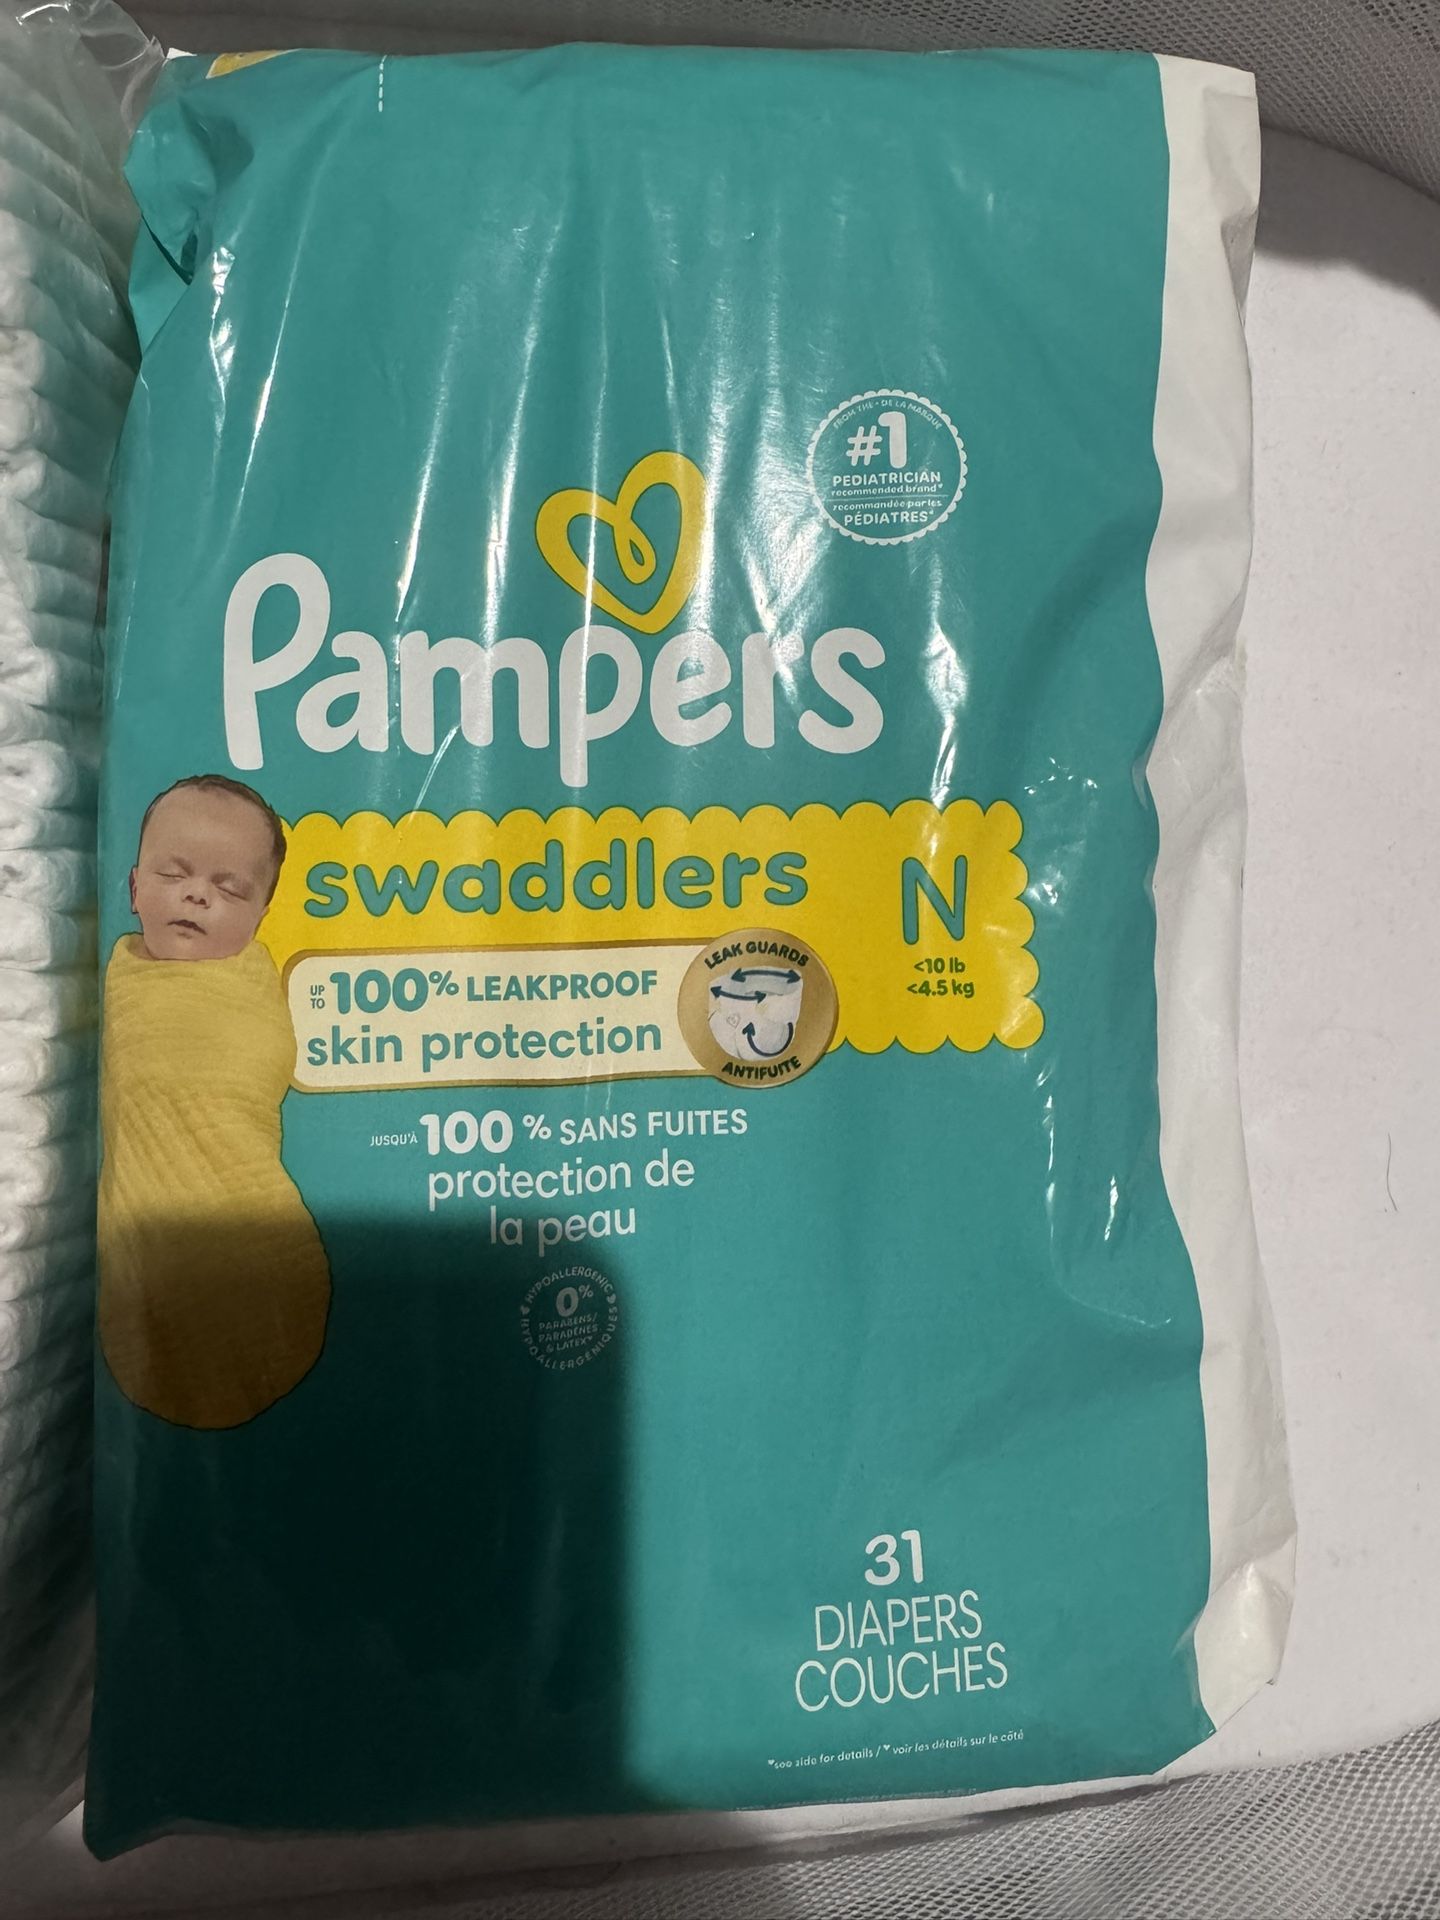 FROM THE • DE LA MARQUE
#1
PEDIATRICIAN
recommended brand♥
recommandée par les
PÉDIATRES♥
Pampers
swaddlers
N
<10 lb
<4.5 kg
UP TO 100% LEAKPROOF
skin protection
LEAK GUARDS
ANTIFUITE
JUSQU'À 100 % SANS FUITES
protection de
la peau
HYPOALLERGENIC
0%
PARABENS/
PARABÈNES
& LATEX♥
HYPOALLERGÉNIQUES
31
DIAPERS
COUCHES
♥see side for details / ♥ voir les détails sur le côté